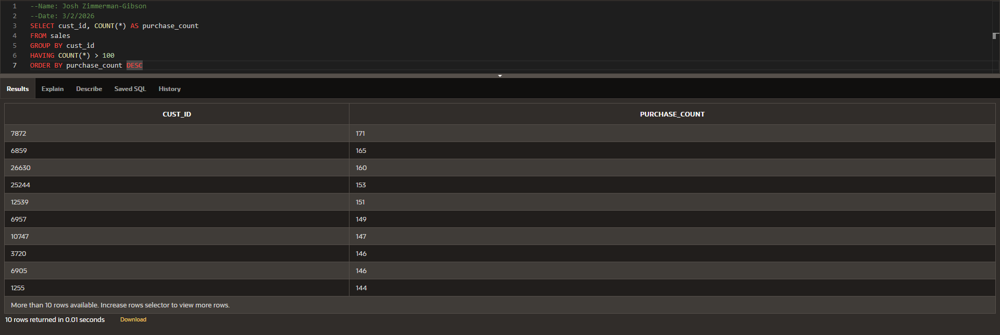 1 --Name: Josh Zimmerman-Gibson
2 --Date: 3/2/2026
3 SELECT cust_id, COUNT(*) AS purchase_count
4 FROM sales
5 GROUP BY cust_id
6 HAVING COUNT(*) > 100
7 ORDER BY purchase_count DESC
Results Explain Describe Saved SQL History
CUST_ID PURCHASE_COUNT
7872 171
6859 165
26630 160
25244 153
12539 151
6957 149
10747 147
3720 146
6905 146
1255 144
More than 10 rows available. Increase rows selector to view more rows.
10 rows returned in 0.01 seconds Download